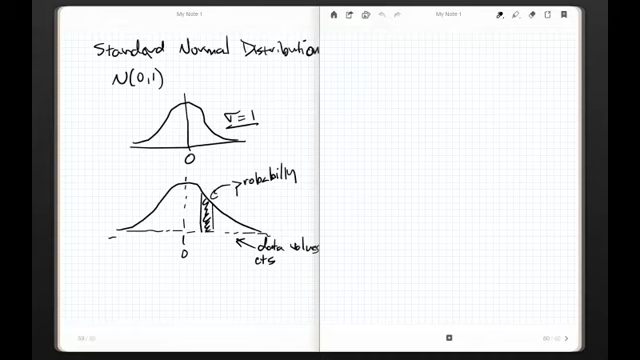 My Note 1
My Note 1
Standard Normal Distribution
N(0,1)
σ=1
0
Probability
data values
cts
0